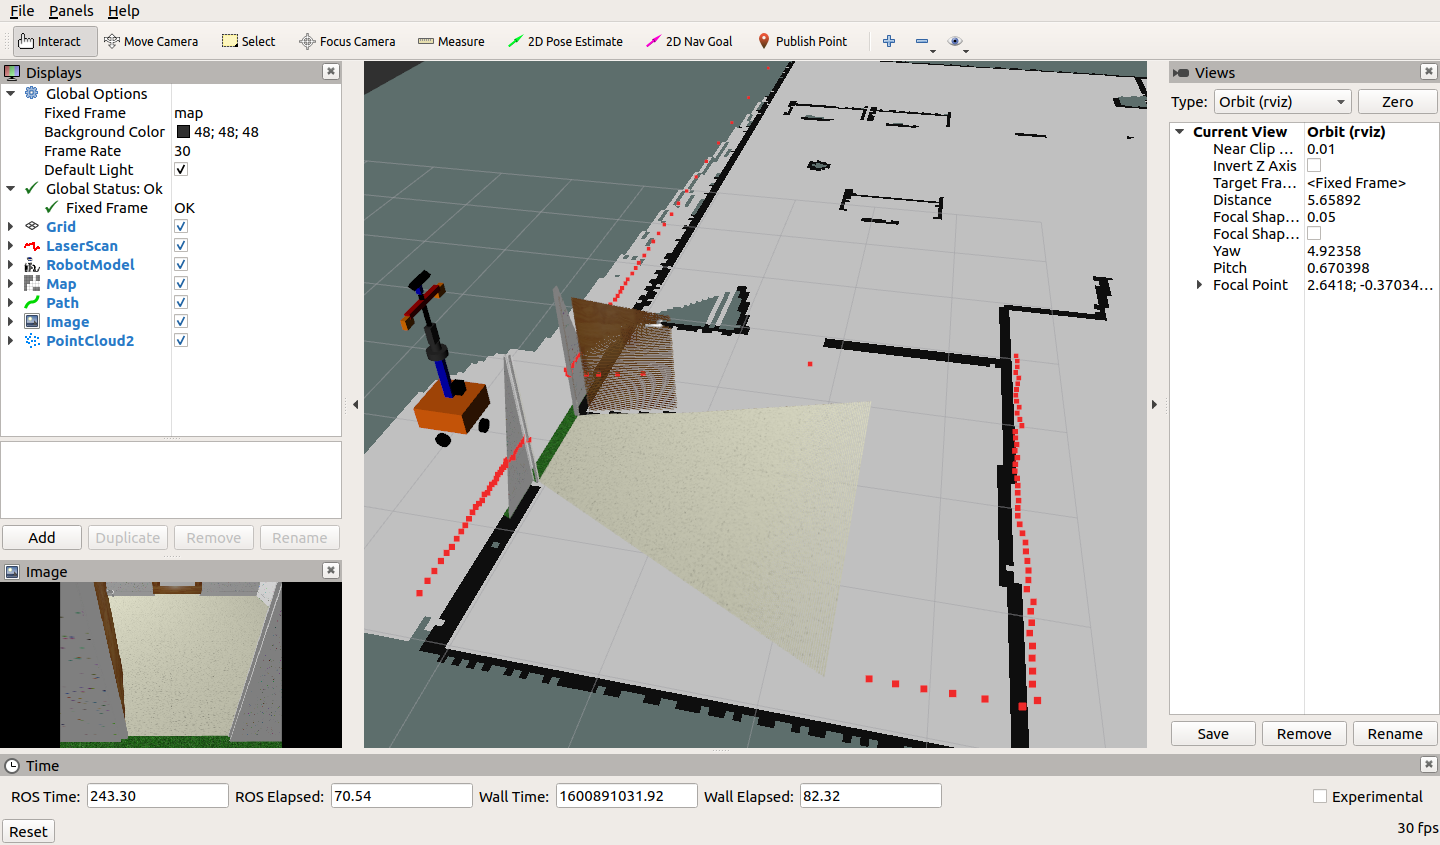 File Panels Help
Interact Move Camera Select Focus Camera Measure 2D Pose Estimate 2D Nav Goal Publish Point
Displays
Global Options
Fixed Frame map
Background Color 48; 48; 48
Frame Rate 30
Default Light
Global Status: Ok
Fixed Frame OK
Grid
LaserScan
RobotModel
Map
Path
Image
PointCloud2
Add Duplicate Remove Rename
Image
Views
Type: Orbit (rviz) Zero
Current View Orbit (rviz)
Near Clip ... 0.01
Invert Z Axis
Target Fra... <Fixed Frame>
Distance 5.65892
Focal Shap... 0.05
Focal Shap...
Yaw 4.92358
Pitch 0.670398
Focal Point 2.6418; -0.37034...
Save Remove Rename
Time
ROS Time: 243.30 ROS Elapsed: 70.54 Wall Time: 1600891031.92 Wall Elapsed: 82.32 Experimental
Reset 30 fps